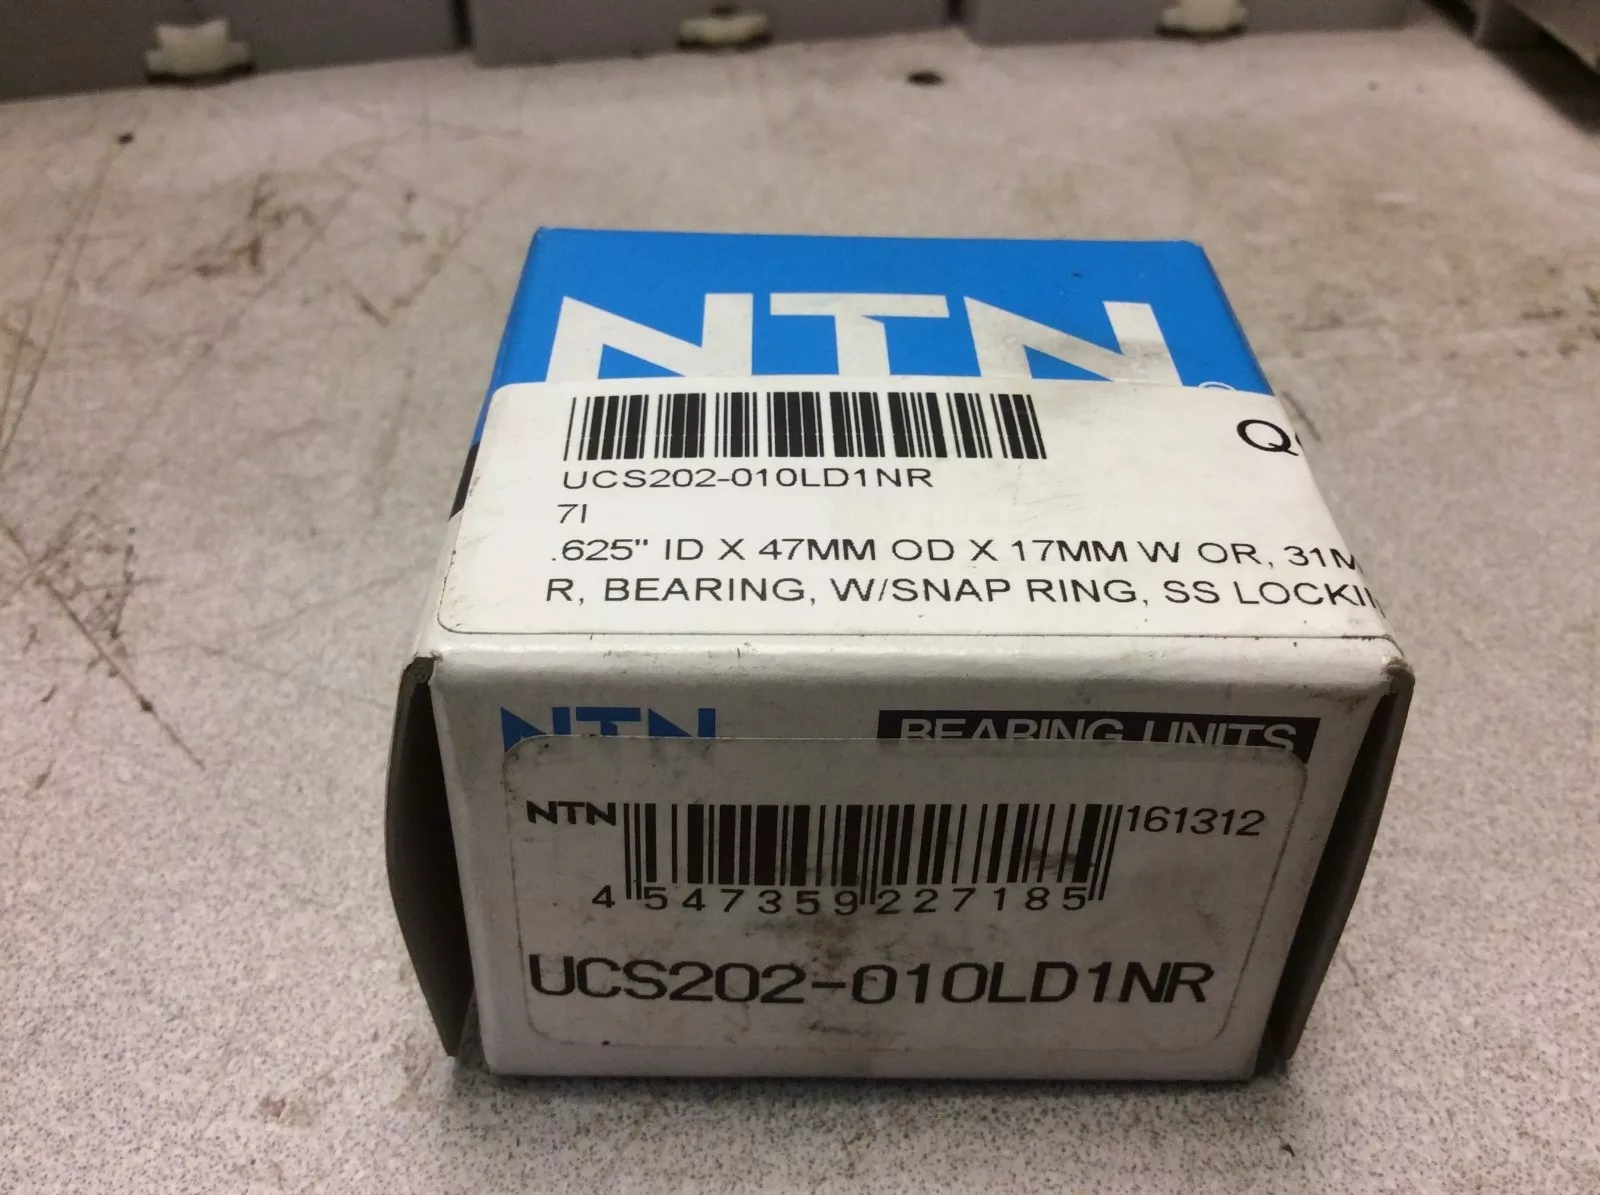 NTN®
UCS202-010LD1NR
7I
.625" ID X 47MM OD X 17MM W OR, 31M
R, BEARING, W/SNAP RING, SS LOCKI
NTN BEARING UNITS
NTN 161312
4 547359 227185
UCS202-010LD1NR